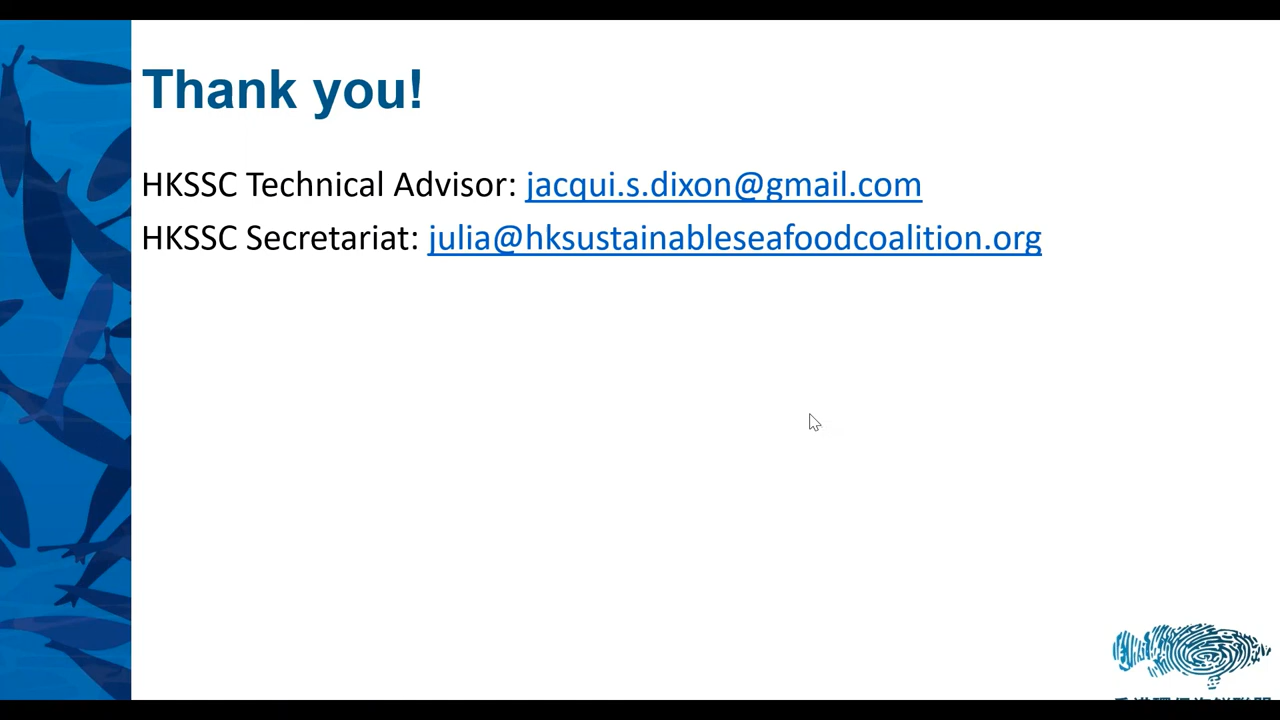 Thank you!
HKSSC Technical Advisor: jacqui.s.dixon@gmail.com
HKSSC Secretariat: julia@hksustainableseafoodcoalition.org